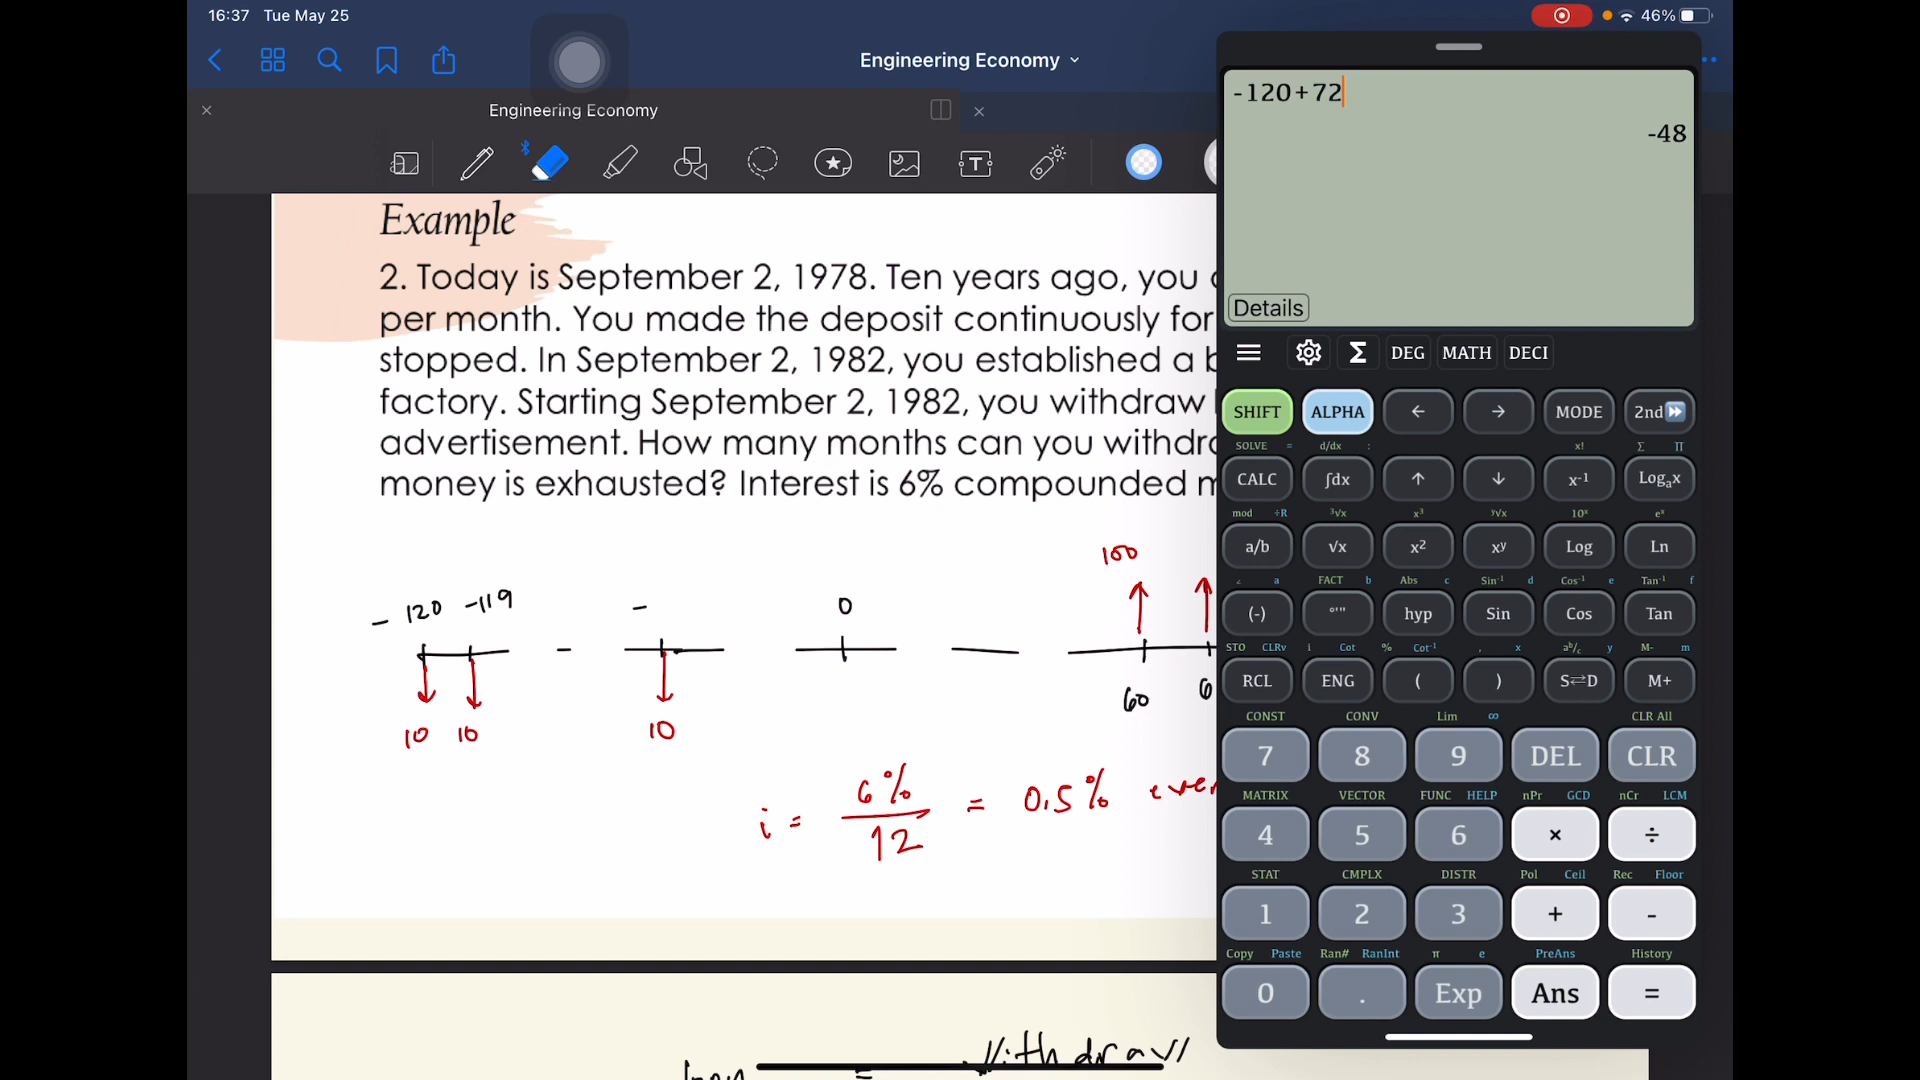 16:37 Tue May 25
46%
Engineering Economy
Engineering Economy
Example
2. Today is September 2, 1978. Ten years ago, you
per month. You made the deposit continuously for
stopped. In September 2, 1982, you established a
factory. Starting September 2, 1982, you withdraw
advertisement. How many months can you
money is exhausted? Interest is 6% compounded
100
- 120 -119 - 0
60 6
10 10 10
i = 6% / 12 = 0.5%
=
-120+72
-48
Details
DEG MATH DECI
SHIFT ALPHA ← → MODE 2nd
SOLVE = d/dx : x! Σ Π
CALC ∫dx ↑ ↓ x⁻¹ Logₐx
mod ÷R ³√x x³ ʸ√x 10ˣ eˣ
a/b √x x² xʸ Log Ln
∠ a FACT b Abs c Sin⁻¹ d Cos⁻¹ e Tan⁻¹ f
(-) °'" hyp Sin Cos Tan
STO CLRv i Cot % Cot⁻¹ , x aᵇ/c y M- m
RCL ENG ( ) S⇌D M+
CONST CONV Lim ∞ CLR All
7 8 9 DEL CLR
MATRIX VECTOR FUNC HELP nPr GCD nCr LCM
4 5 6 × ÷
STAT CMPLX DISTR Pol Ceil Rec Floor
1 2 3 + -
Copy Paste Ran# RanInt π e PreAns History
0 . Exp Ans =